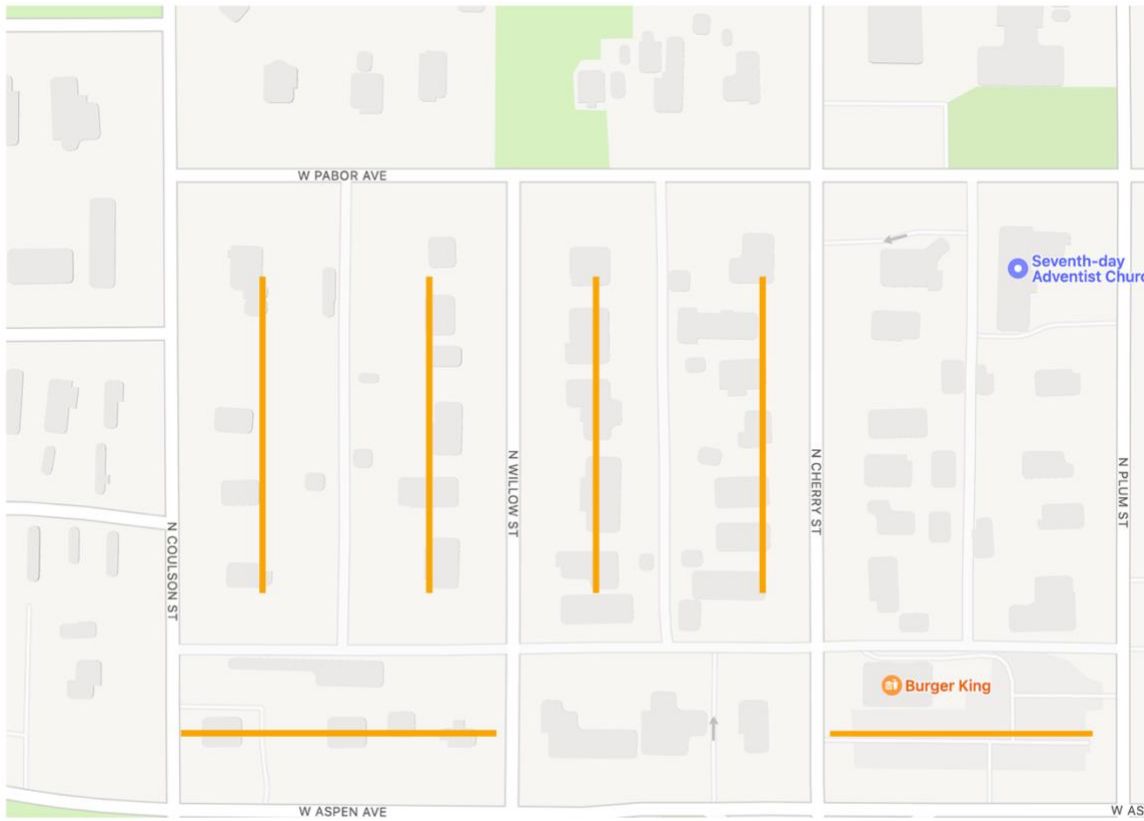 W PABOR AVE
Seventh-day
Adventist Churc
N WILLOW ST
N CHERRY ST
N PLUM ST
N COULSON ST
Burger King
W ASPEN AVE
W AS